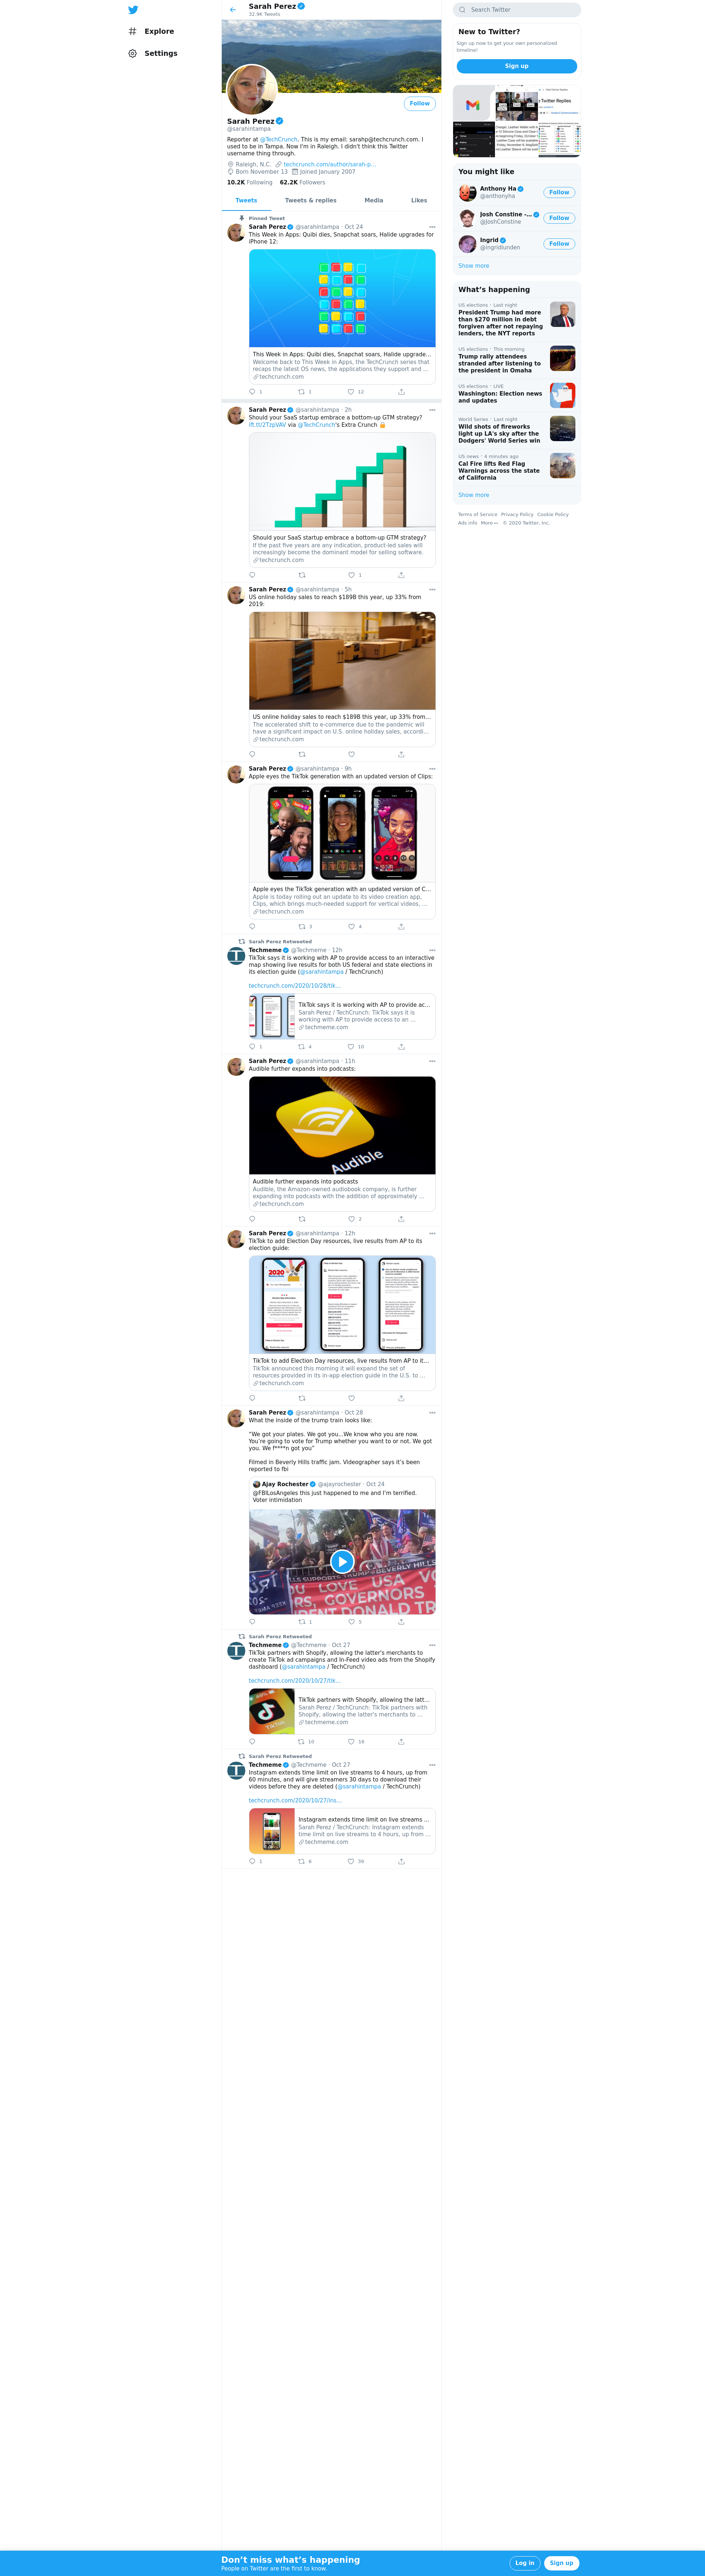 Explore
Settings
Sarah Perez
32.9K Tweets
Follow
Sarah Perez
@sarahintampa
Reporter at @TechCrunch. This is my email: sarahp@techcrunch.com. I
used to be in Tampa. Now I'm in Raleigh. I didn't think this Twitter
username thing through.
Raleigh, N.C. techcrunch.com/author/sarah-p…
Born November 13 Joined January 2007
10.2K Following 62.2K Followers
Tweets Tweets & replies Media Likes
Pinned Tweet
Sarah Perez @sarahintampa · Oct 24
This Week in Apps: Quibi dies, Snapchat soars, Halide upgrades for
iPhone 12:
This Week in Apps: Quibi dies, Snapchat soars, Halide upgrade…
Welcome back to This Week in Apps, the TechCrunch series that
recaps the latest OS news, the applications they support and …
techcrunch.com
1 1 12
Sarah Perez @sarahintampa · 2h
Should your SaaS startup embrace a bottom-up GTM strategy?
ift.tt/2TzpVAV via @TechCrunch's Extra Crunch 🔒
Should your SaaS startup embrace a bottom-up GTM strategy?
If the past five years are any indication, product-led sales will
increasingly become the dominant model for selling software.
techcrunch.com
1
Sarah Perez @sarahintampa · 5h
US online holiday sales to reach $189B this year, up 33% from
2019:
US online holiday sales to reach $189B this year, up 33% from…
The accelerated shift to e-commerce due to the pandemic will
have a significant impact on U.S. online holiday sales, accordi…
techcrunch.com
Sarah Perez @sarahintampa · 9h
Apple eyes the TikTok generation with an updated version of Clips:
Apple eyes the TikTok generation with an updated version of C…
Apple is today rolling out an update to its video creation app,
Clips, which brings much-needed support for vertical videos, …
techcrunch.com
3 4
Sarah Perez Retweeted
Techmeme @Techmeme · 12h
TikTok says it is working with AP to provide access to an interactive
map showing live results for both US federal and state elections in
its election guide (@sarahintampa / TechCrunch)
techcrunch.com/2020/10/28/tik…
TikTok says it is working with AP to provide ac…
Sarah Perez / TechCrunch: TikTok says it is
working with AP to provide access to an …
techmeme.com
1 4 10
Sarah Perez @sarahintampa · 11h
Audible further expands into podcasts:
Audible
Audible further expands into podcasts
Audible, the Amazon-owned audiobook company, is further
expanding into podcasts with the addition of approximately …
techcrunch.com
2
Sarah Perez @sarahintampa · 12h
TikTok to add Election Day resources, live results from AP to its
election guide:
2020
TikTok to add Election Day resources, live results from AP to it…
TikTok announced this morning it will expand the set of
resources provided in its in-app election guide in the U.S. to …
techcrunch.com
Sarah Perez @sarahintampa · Oct 28
What the inside of the trump train looks like:
“We got your plates. We got you…We know who you are now.
You’re going to vote for Trump whether you want to or not. We got
you. We f****n got you”
Filmed in Beverly Hills traffic jam. Videographer says it’s been
reported to fbi
Ajay Rochester @ajayrochester · Oct 24
@FBILosAngeles this just happened to me and I’m terrified.
Voter intimidation
1 5
Sarah Perez Retweeted
Techmeme @Techmeme · Oct 27
TikTok partners with Shopify, allowing the latter's merchants to
create TikTok ad campaigns and In-Feed video ads from the Shopify
dashboard (@sarahintampa / TechCrunch)
techcrunch.com/2020/10/27/tik…
TikTok partners with Shopify, allowing the latt…
Sarah Perez / TechCrunch: TikTok partners with
Shopify, allowing the latter's merchants to …
techmeme.com
10 16
Sarah Perez Retweeted
Techmeme @Techmeme · Oct 27
Instagram extends time limit on live streams to 4 hours, up from
60 minutes, and will give streamers 30 days to download their
videos before they are deleted (@sarahintampa / TechCrunch)
techcrunch.com/2020/10/27/ins…
Instagram extends time limit on live streams …
Sarah Perez / TechCrunch: Instagram extends
time limit on live streams to 4 hours, up from …
techmeme.com
1 6 39
Search Twitter
New to Twitter?
Sign up now to get your own personalized
timeline!
Sign up
You might like
Anthony Ha
@anthonyha
Follow
Josh Constine -…
@JoshConstine
Follow
Ingrid
@ingridlunden
Follow
Show more
What’s happening
US elections · Last night
President Trump had more
than $270 million in debt
forgiven after not repaying
lenders, the NYT reports
US elections · This morning
Trump rally attendees
stranded after listening to
the president in Omaha
US elections · LIVE
Washington: Election news
and updates
World Series · Last night
Wild shots of fireworks
light up LA's sky after the
Dodgers' World Series win
US news · 4 minutes ago
Cal Fire lifts Red Flag
Warnings across the state
of California
Show more
Terms of Service Privacy Policy Cookie Policy
Ads info More ••• © 2020 Twitter, Inc.
Don’t miss what’s happening
People on Twitter are the first to know.
Log in Sign up